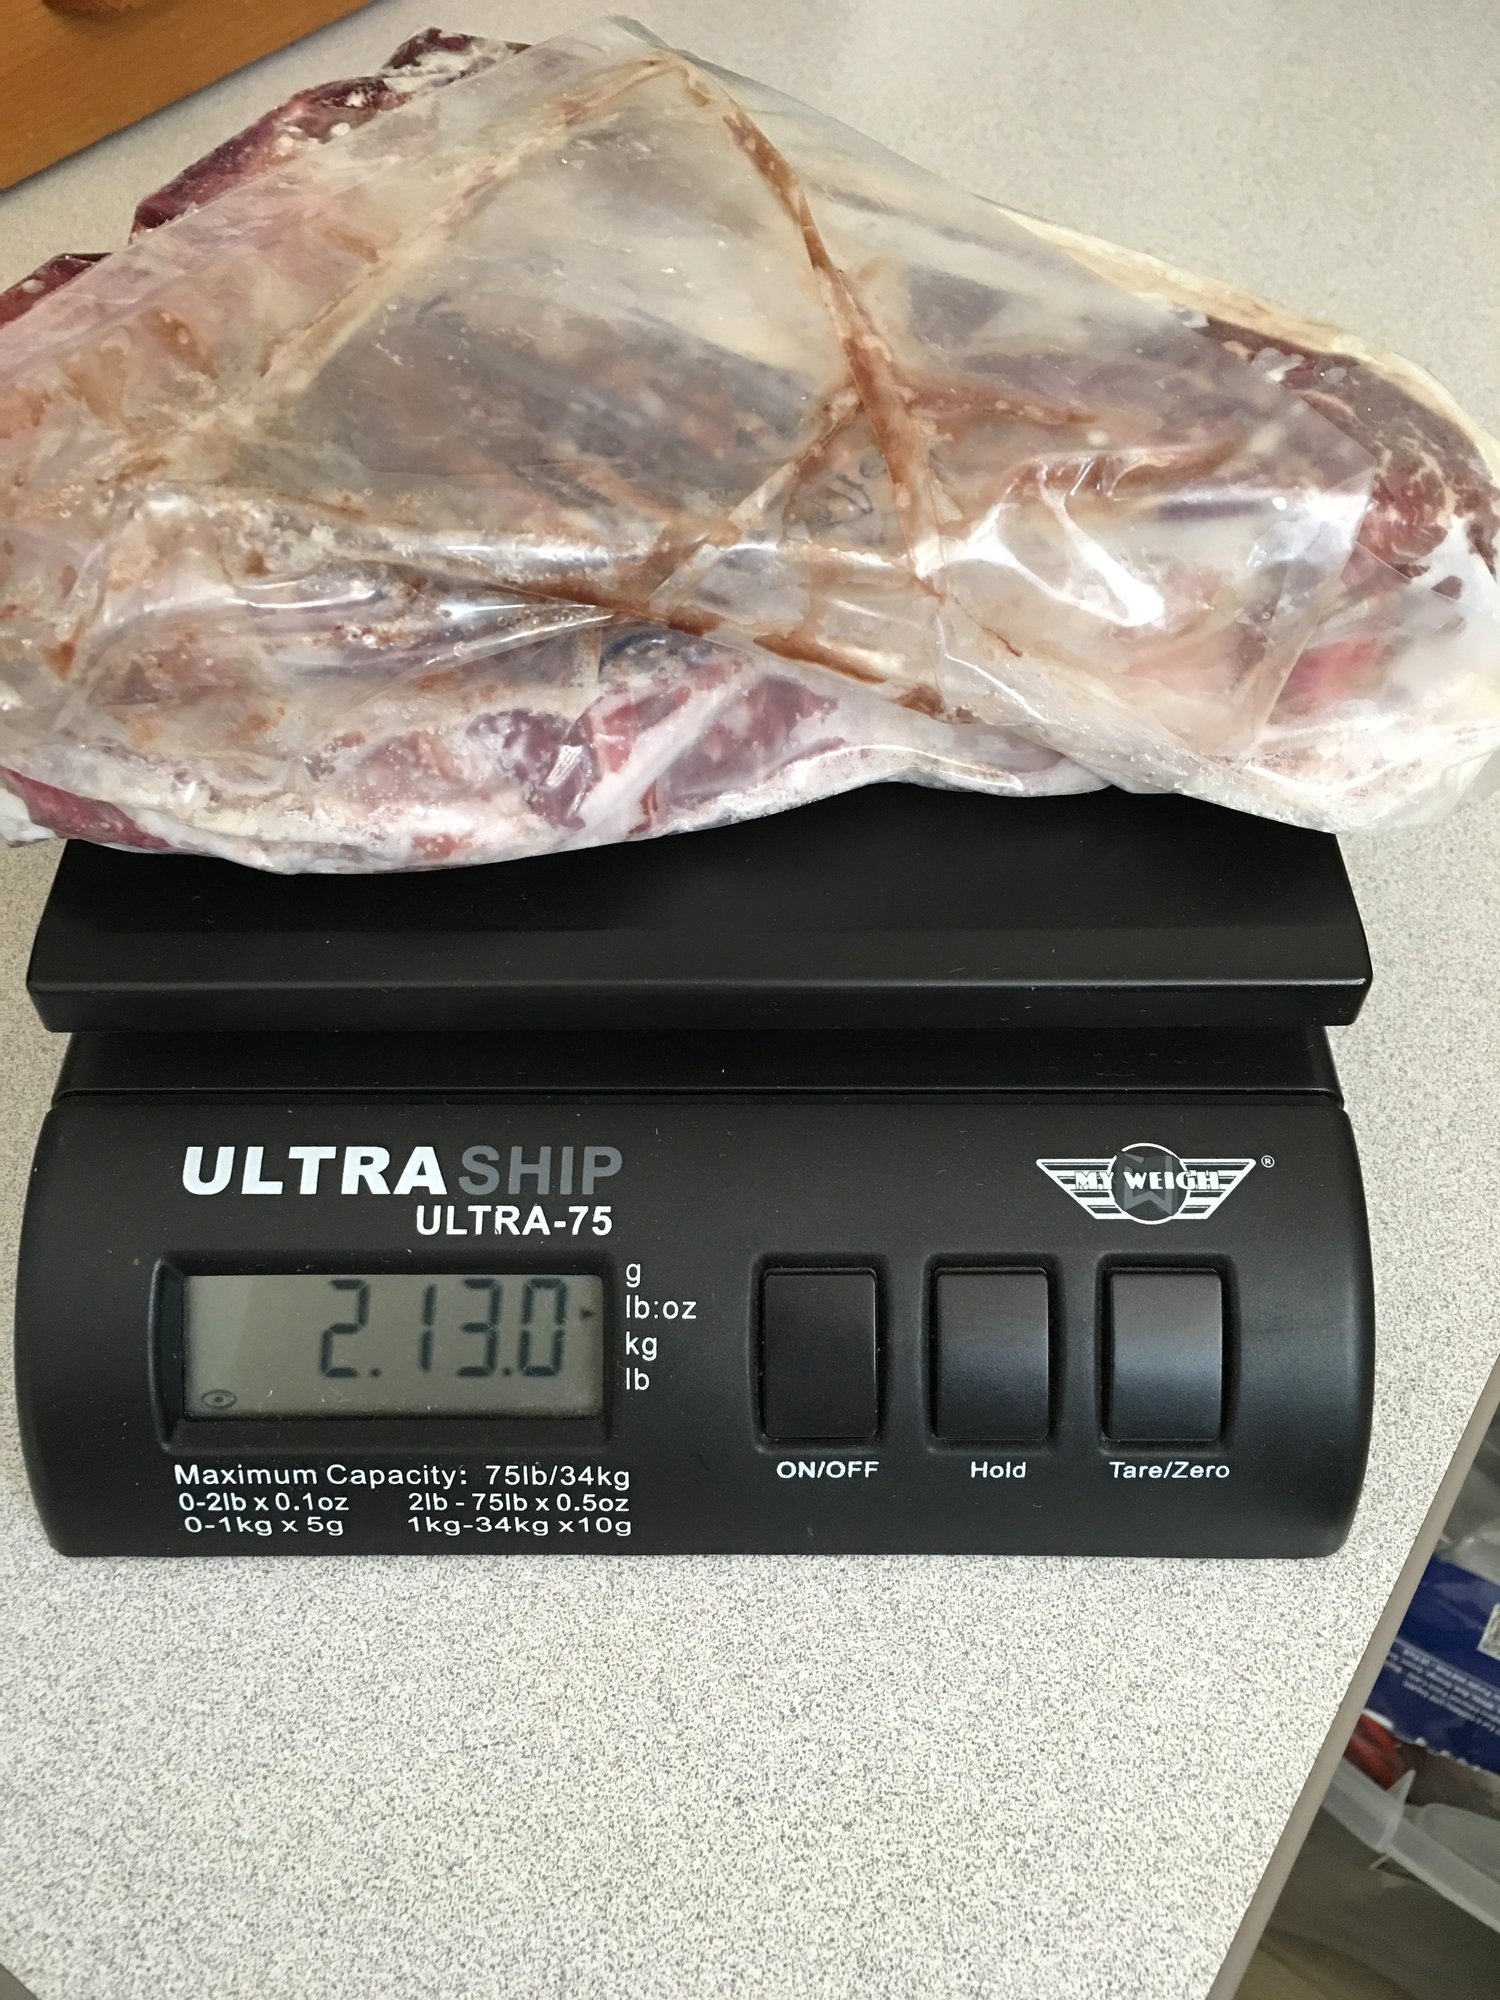 ULTRASHIP
ULTRA-75
MY WEIGH®
2.13.0
g
lb:oz
kg
lb
ON/OFF
Hold
Tare/Zero
Maximum Capacity: 75lb/34kg
0-2lb x 0.1oz 2lb - 75lb x 0.5oz
0-1kg x 5g 1kg-34kg x10g